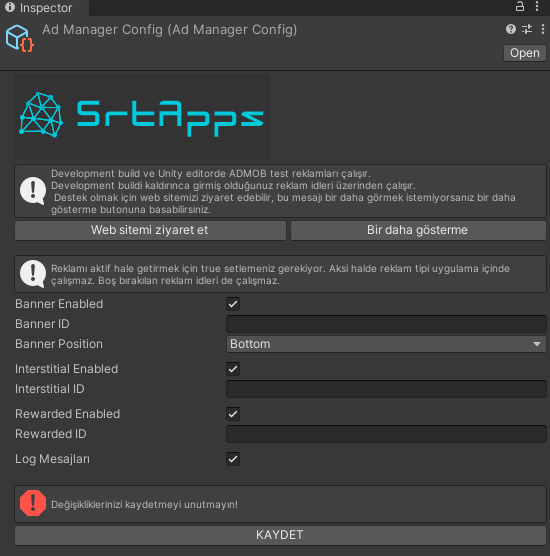 Inspector
Ad Manager Config (Ad Manager Config)
Open
SrtApps
Development build ve Unity editorde ADMOB test reklamları çalışır.
Development buildi kaldırınca girmiş olduğunuz reklam idleri üzerinden çalışır.
Destek olmak için web sitemizi ziyaret edebilir, bu mesajı bir daha görmek istemiyorsanız bir daha
gösterme butonuna basabilirsiniz.
Web sitemi ziyaret et
Bir daha gösterme
Reklamı aktif hale getirmek için true setlemeniz gerekiyor. Aksi halde reklam tipi uygulama içinde
çalışmaz. Boş bırakılan reklam idleri de çalışmaz.
Banner Enabled
Banner ID
Banner Position
Bottom
Interstitial Enabled
Interstitial ID
Rewarded Enabled
Rewarded ID
Log Mesajları
Değişikliklerinizi kaydetmeyi unutmayın!
KAYDET